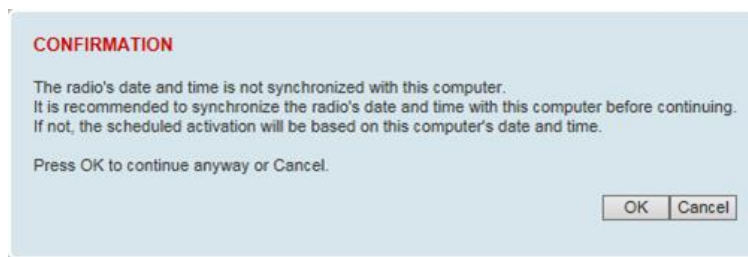 CONFIRMATION
The radio's date and time is not synchronized with this computer.
It is recommended to synchronize the radio's date and time with this computer before continuing.
If not, the scheduled activation will be based on this computer's date and time.
Press OK to continue anyway or Cancel.
OK Cancel